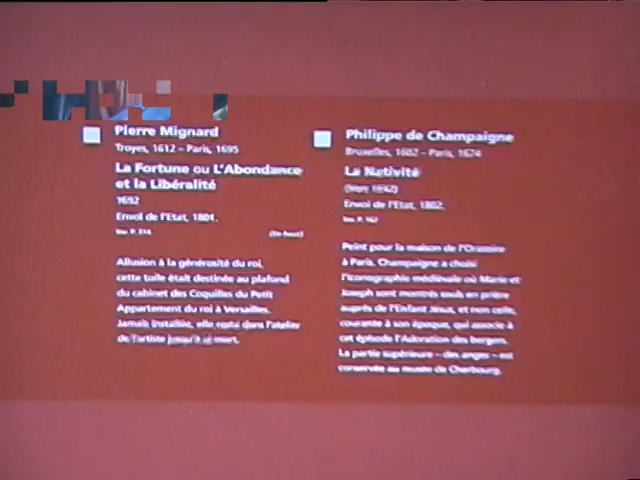 Pierre Mignard
Troyes, 1612 – Paris, 1695
La Fortune ou L'Abondance
et la Libéralité
1692
Envoi de l'Etat, 1801.
Inv. P. 314
Allusion à la générosité du roi,
cette toile était destinée au plafond
du cabinet des Coquilles du Petit
Appartement du roi à Versailles.
Jamais installée, elle resta dans l'atelier
de l'artiste jusqu'à sa mort.
Philippe de Champaigne
Bruxelles, 1602 – Paris, 1674
La Nativité
Envoi de l'Etat, 1802.
Inv. P. 162
Peint pour la maison de l'Oratoire
à Paris, Champaigne a choisi
l'iconographie médiévale où Marie et
Joseph sont montrés seuls en prière
auprès de l'Enfant Jésus, et non celle,
courante à son époque, qui associe à
cet épisode l'Adoration des bergers.
La partie supérieure – des anges – est
conservée au musée de Cherbourg.